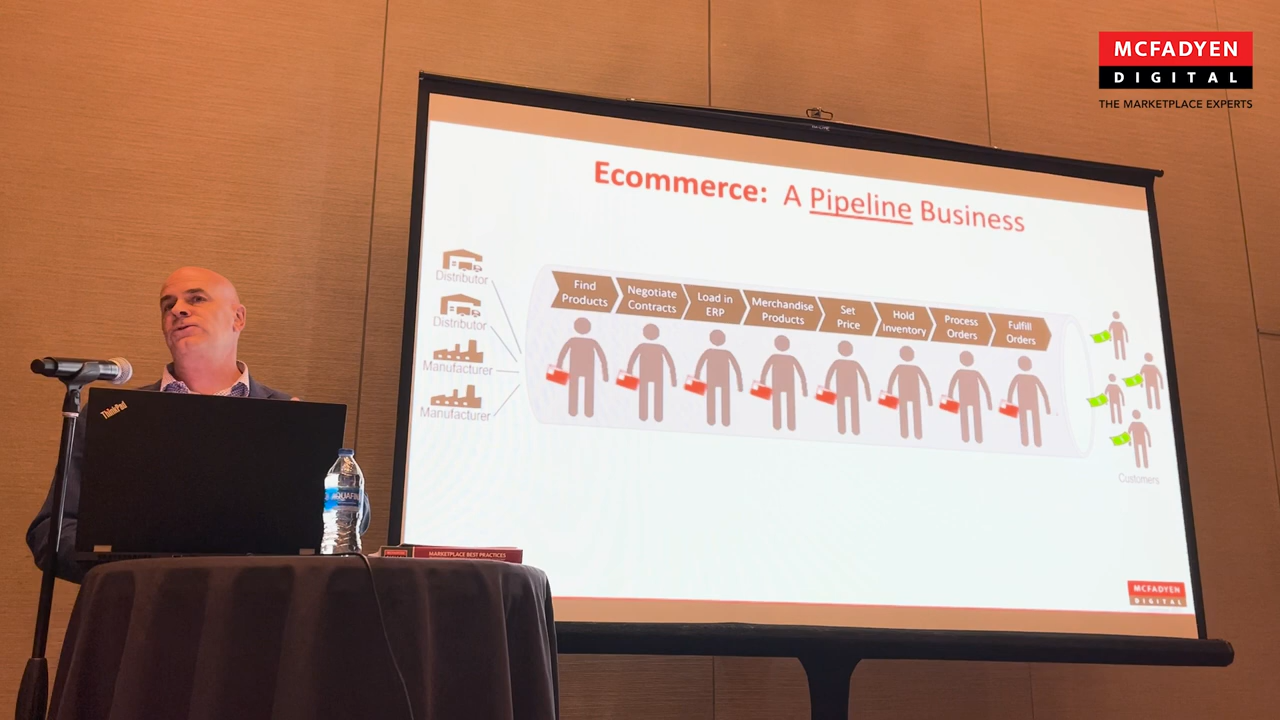 MCFADYEN
DIGITAL
THE MARKETPLACE EXPERTS
Ecommerce: A Pipeline Business
Distributor
Distributor
Manufacturer
Manufacturer
Find
Products
Negotiate
Contracts
Load in
ERP
Merchandise
Products
Set
Price
Hold
Inventory
Process
Orders
Fulfill
Orders
Customers
MCFADYEN
DIGITAL
ThinkPad
AQUAFINA
MARKETPLACE BEST PRACTICES